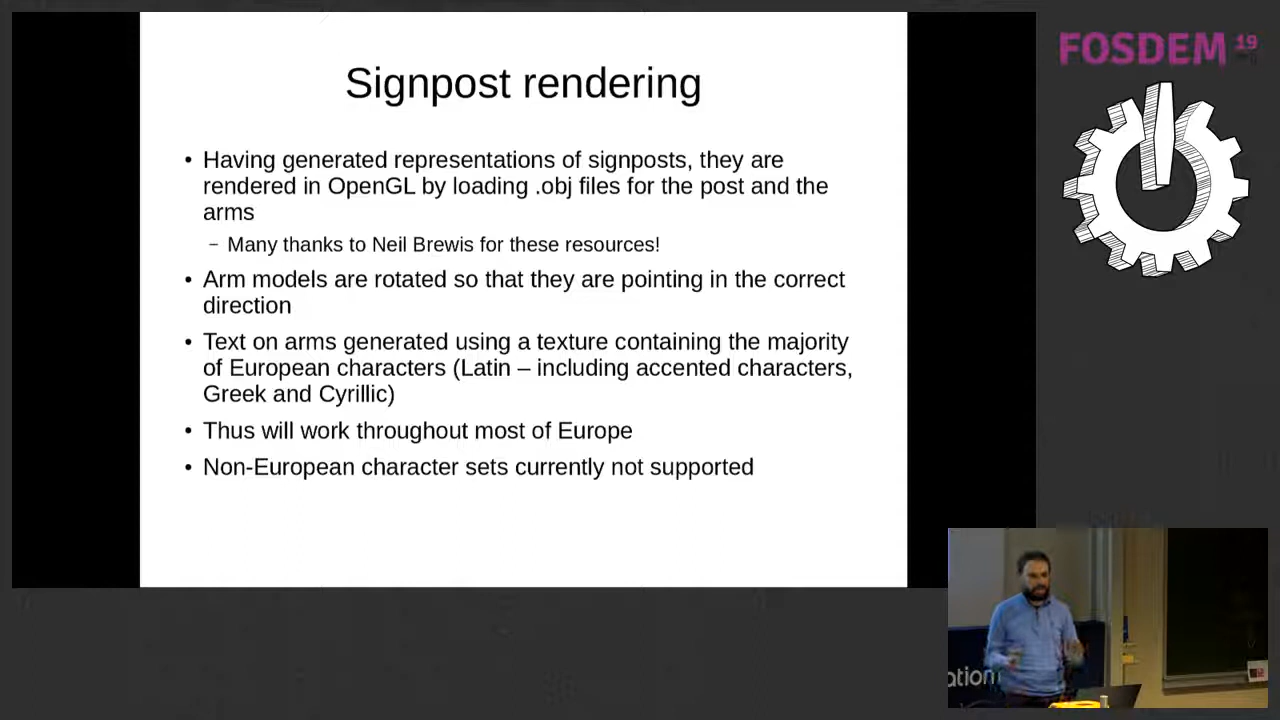 Signpost rendering
• Having generated representations of signposts, they are
rendered in OpenGL by loading .obj files for the post and the
arms
– Many thanks to Neil Brewis for these resources!
• Arm models are rotated so that they are pointing in the correct
direction
• Text on arms generated using a texture containing the majority
of European characters (Latin – including accented characters,
Greek and Cyrillic)
• Thus will work throughout most of Europe
• Non-European character sets currently not supported
FOSDEM 19
ation